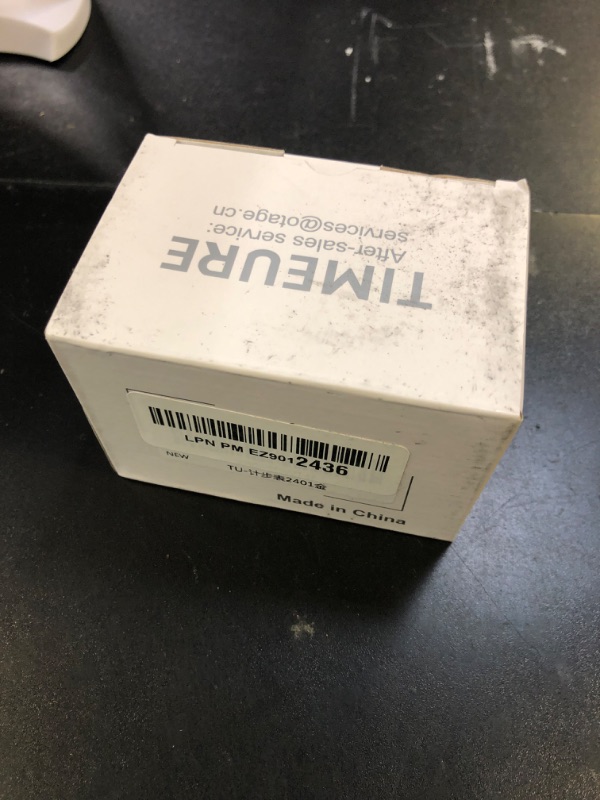 TIMEURE
After-sales service:
services@otage.cn
LPN PM EZ9012436
NEW
TU-计步表2401金
Made in China